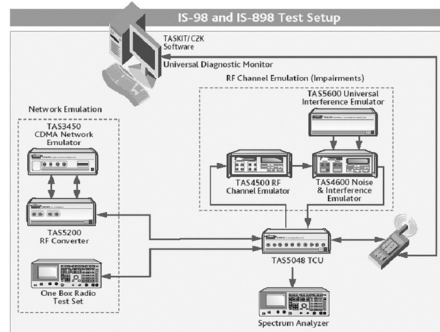 IS-98 and IS-898 Test Setup
TASKIT/C2K
Software
Universal Diagnostic Monitor
RF Channel Emulation (Impairments)
TAS5600 Universal
Interference Emulator
Network Emulation
TAS3450
CDMA Network
Emulator
TAS4500 RF
Channel Emulator
TAS4600 Noise
& Interference
Emulator
TAS5200
RF Converter
TAS5048 TCU
One Box Radio
Test Set
Spectrum Analyzer